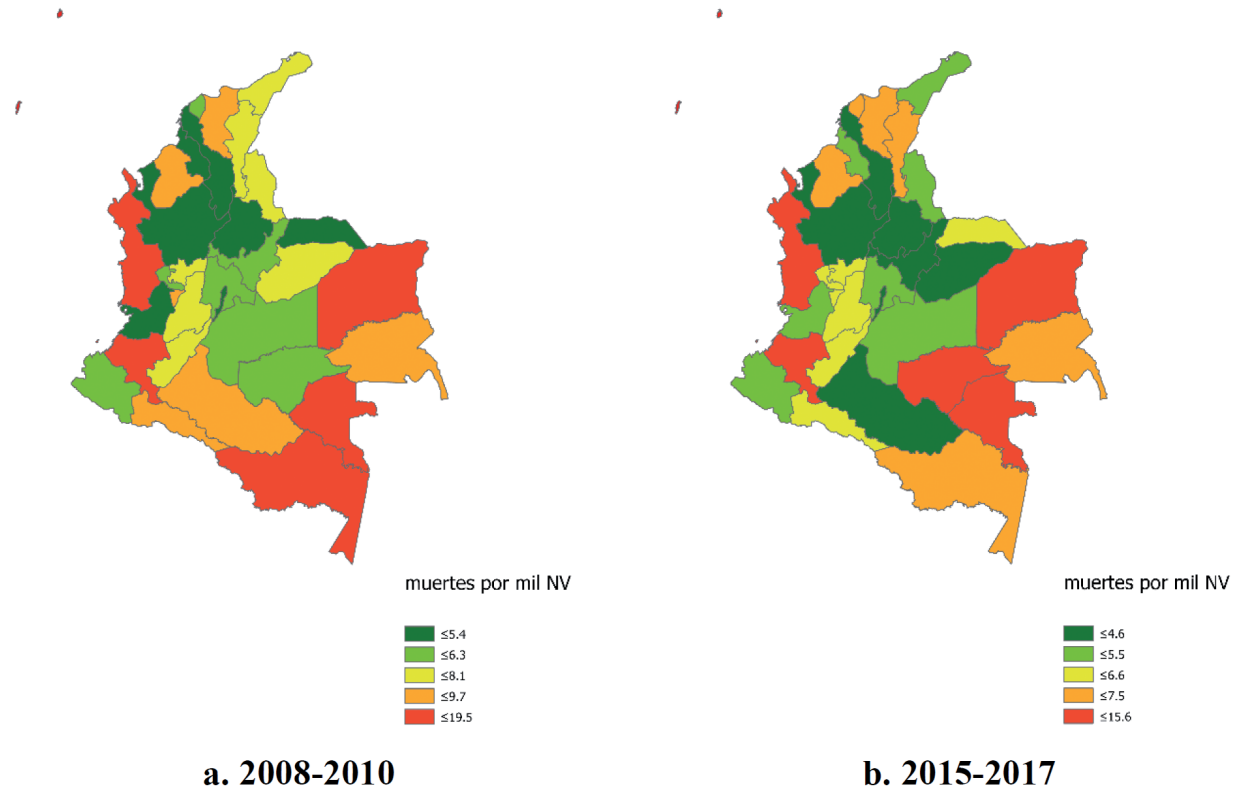 muertes por mil NV
≤5.4
≤6.3
≤8.1
≤9.7
≤19.5
a. 2008-2010
muertes por mil NV
≤4.6
≤5.5
≤6.6
≤7.5
≤15.6
b. 2015-2017